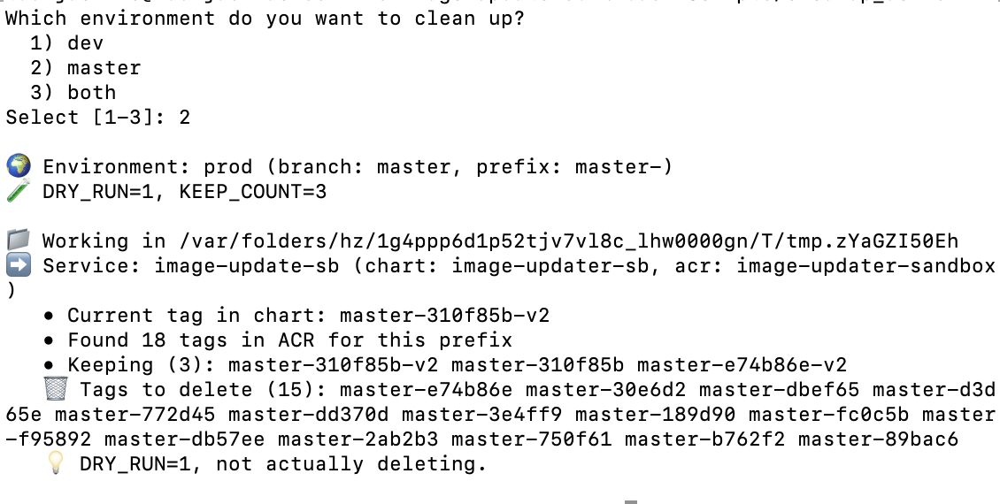 Which environment do you want to clean up?
1) dev
2) master
3) both
Select [1-3]: 2
🌍 Environment: prod (branch: master, prefix: master-)
🧪 DRY_RUN=1, KEEP_COUNT=3
📁 Working in /var/folders/hz/1g4ppp6d1p52tjv7vl8c_lhw0000gn/T/tmp.zYaGZI50Eh
➡️ Service: image-update-sb (chart: image-updater-sb, acr: image-updater-sandbox
)
• Current tag in chart: master-310f85b-v2
• Found 18 tags in ACR for this prefix
• Keeping (3): master-310f85b-v2 master-310f85b master-e74b86e-v2
🗑️ Tags to delete (15): master-e74b86e master-30e6d2 master-dbef65 master-d3d
65e master-772d45 master-dd370d master-3e4ff9 master-189d90 master-fc0c5b master
-f95892 master-db57ee master-2ab2b3 master-750f61 master-b762f2 master-89bac6
💡 DRY_RUN=1, not actually deleting.